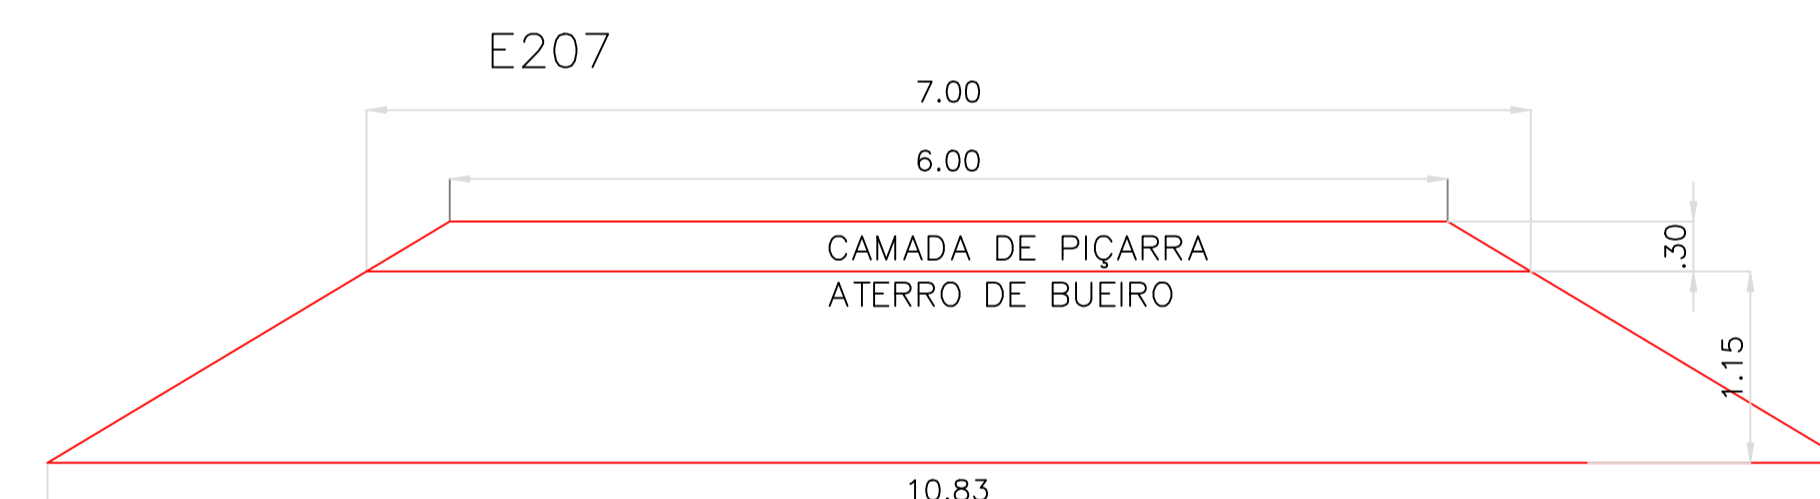 E207
7.00
6.00
CAMADA DE PIÇARRA
.30
ATERRO DE BUEIRO
1.15
10.83